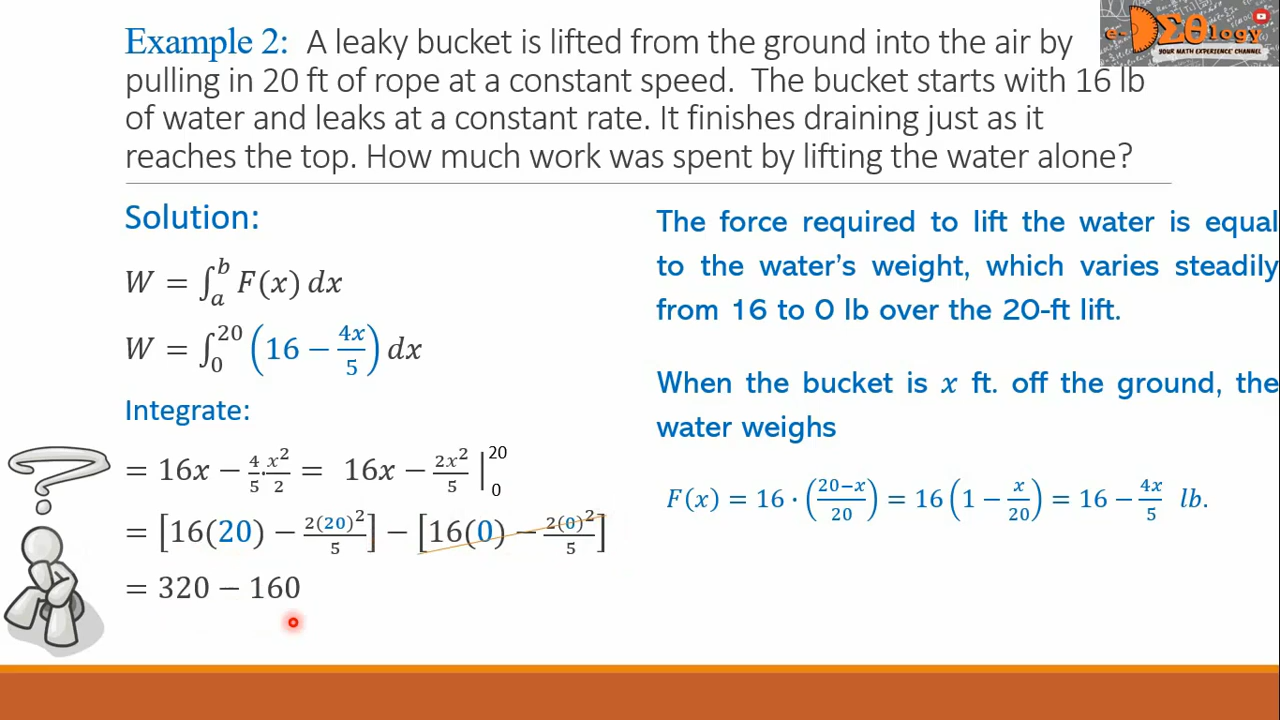 Example 2: A leaky bucket is lifted from the ground into the air by
pulling in 20 ft of rope at a constant speed. The bucket starts with 16 lb
of water and leaks at a constant rate. It finishes draining just as it
reaches the top. How much work was spent by lifting the water alone?
e-ΣΘlogy
YOUR MATH EXPERIENCE CHANNEL
Solution:
W = ∫_a^b F(x) dx
W = ∫_0^20 (16 − 4x/5) dx
Integrate:
= 16x − 4/5 · x²/2 = 16x − 2x²/5 |_0^20
= [16(20) − 2(20)²/5] − [16(0) − 2(0)²/5]
= 320 − 160
The force required to lift the water is equal
to the water's weight, which varies steadily
from 16 to 0 lb over the 20-ft lift.
When the bucket is x ft. off the ground, the
water weighs
F(x) = 16 · ((20−x)/20) = 16(1 − x/20) = 16 − 4x/5 lb.